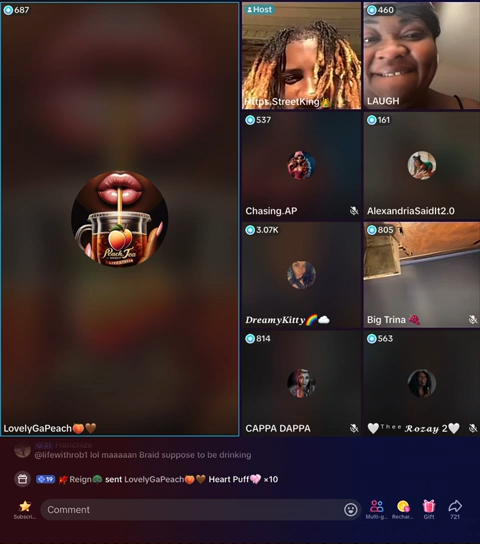 687
LovelyGaPeach🍑🤎
Peach Tea
Host
Https.StreetKing👑
460
LAUGH
537
Chasing.AP
161
AlexandriaSaidIt2.0
3.07K
DreamyKitty🌈☁️
805
Big Trina 🍇
814
CAPPA DAPPA
563
🤍ᵀʰᵉᵉ 𝓡𝓸𝔃𝓪𝔂 2🤍
@lifewithrob1 lol maaaaan Braid suppose to be drinking
19 Reign sent LovelyGaPeach🍑🤎 Heart Puff ×10
Subscri...
Comment
Multi-g...
Rechar...
Gift
721